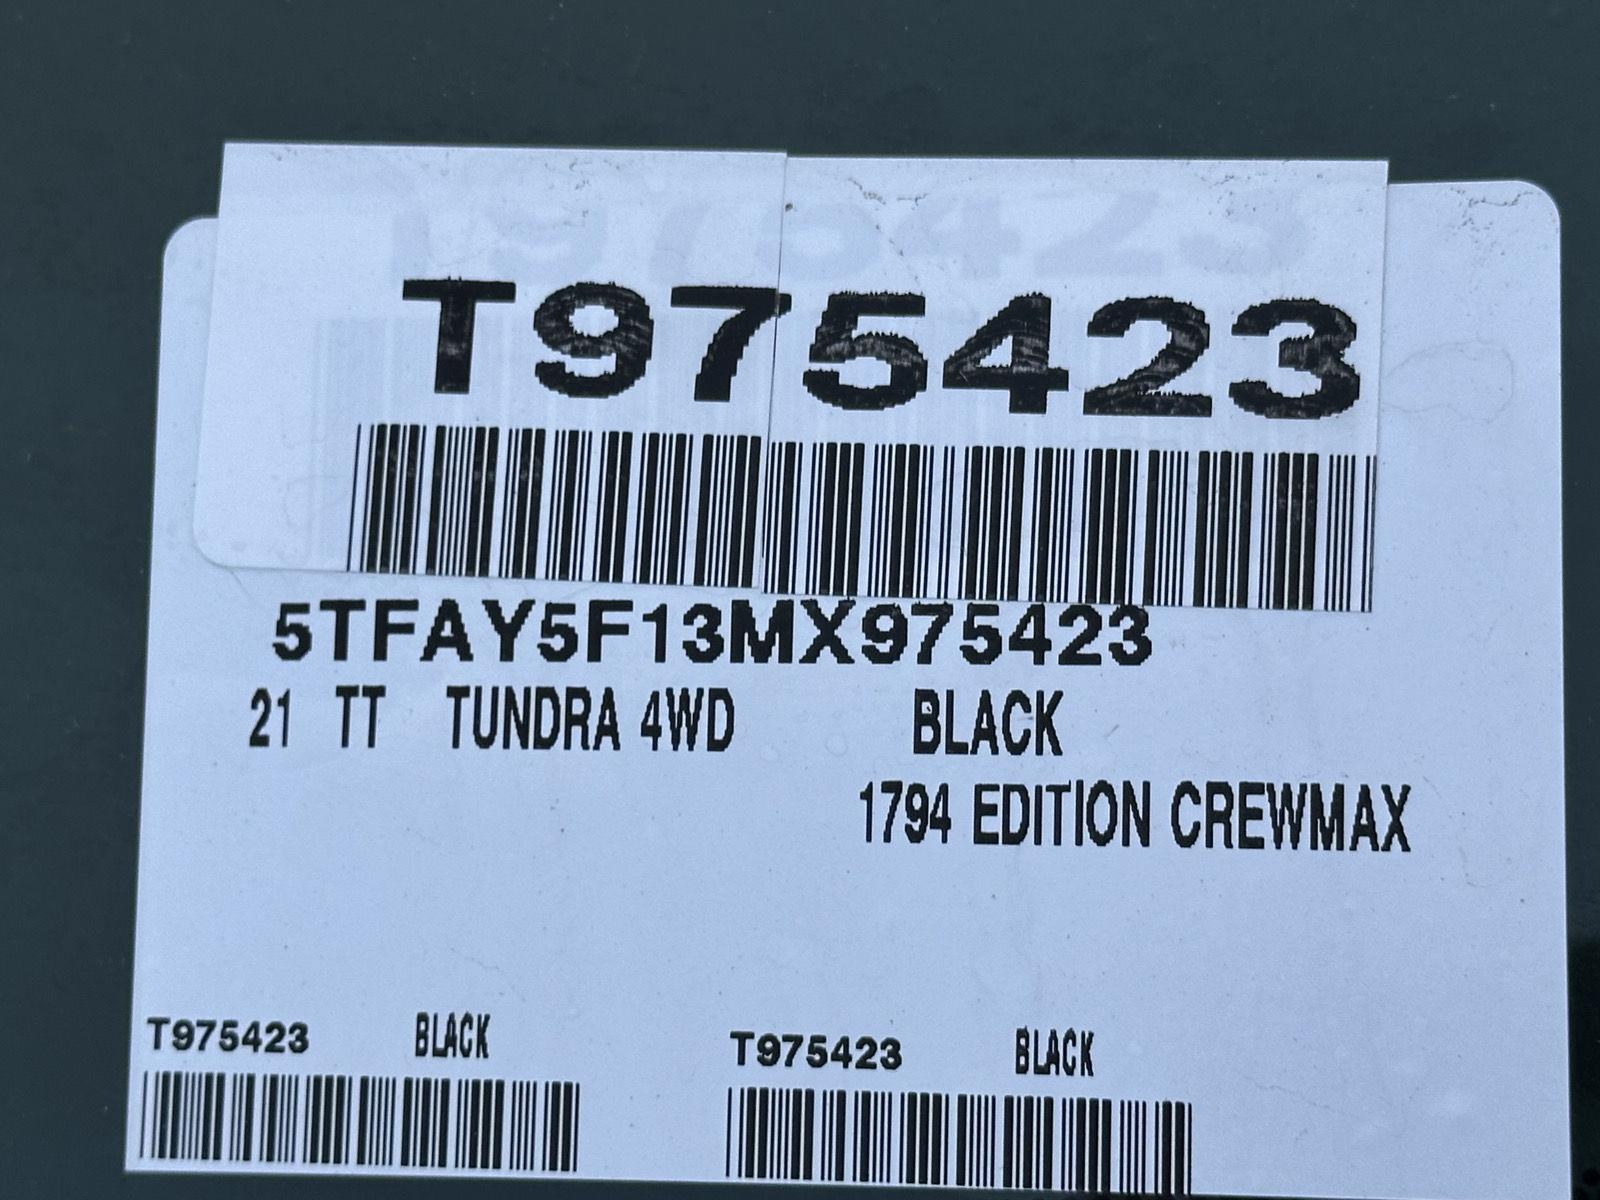 T975423
5TFAY5F13MX975423
21 TT TUNDRA 4WD BLACK
1794 EDITION CREWMAX
T975423 BLACK T975423 BLACK